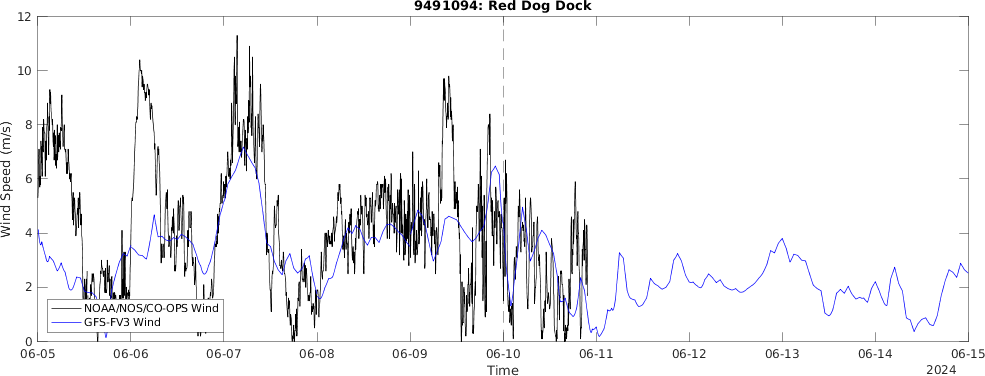 9491094: Red Dog Dock
12
10
8
6
4
2
0
Wind Speed (m/s)
NOAA/NOS/CO-OPS Wind
GFS-FV3 Wind
06-05 06-06 06-07 06-08 06-09 06-10 06-11 06-12 06-13 06-14 06-15
Time
2024